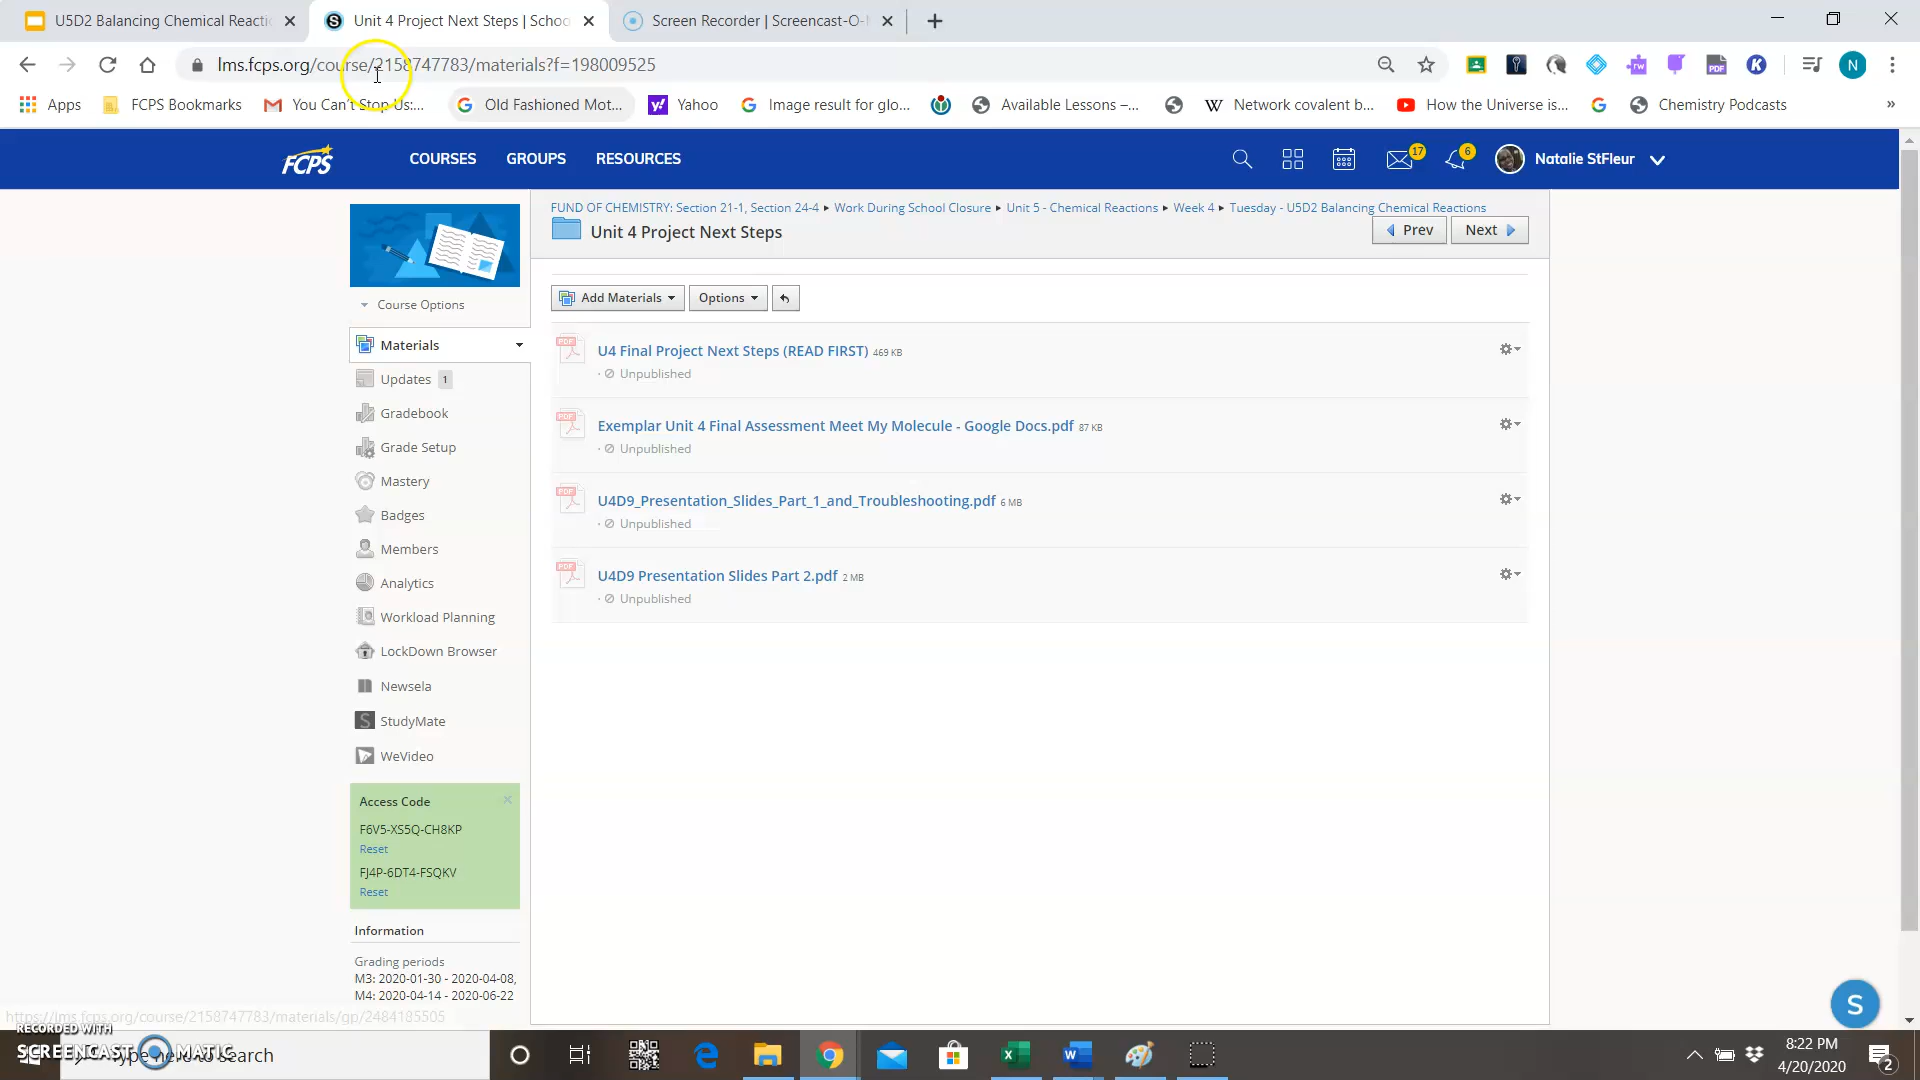 U5D2 Balancing Chemical Reacti
Unit 4 Project Next Steps | Schoo
Screen Recorder | Screencast-O-
lms.fcps.org/course/2158747783/materials?f=198009525
Apps
FCPS Bookmarks
You Can't Stop Us:...
Old Fashioned Mot...
Yahoo
Image result for glo...
Available Lessons –...
Network covalent b...
How the Universe is...
Chemistry Podcasts
FCPS
COURSES
GROUPS
RESOURCES
17
6
Natalie StFleur
FUND OF CHEMISTRY: Section 21-1, Section 24-4 ▸ Work During School Closure ▸ Unit 5 - Chemical Reactions ▸ Week 4 ▸ Tuesday - U5D2 Balancing Chemical Reactions
Unit 4 Project Next Steps
Prev
Next
Course Options
Add Materials
Options
Materials
Updates 1
Gradebook
Grade Setup
Mastery
Badges
Members
Analytics
Workload Planning
LockDown Browser
Newsela
StudyMate
WeVideo
PDF
U4 Final Project Next Steps (READ FIRST) 469 KB
· Unpublished
PDF
Exemplar Unit 4 Final Assessment Meet My Molecule - Google Docs.pdf 87 KB
· Unpublished
PDF
U4D9_Presentation_Slides_Part_1_and_Troubleshooting.pdf 6 MB
· Unpublished
PDF
U4D9 Presentation Slides Part 2.pdf 2 MB
· Unpublished
Access Code
F6V5-XS5Q-CH8KP
Reset
FJ4P-6DT4-FSQKV
Reset
Information
Grading periods
M3: 2020-01-30 - 2020-04-08,
M4: 2020-04-14 - 2020-06-22
https://lms.fcps.org/course/2158747783/materials/gp/2484185505
S
RECORDED WITH
SCREENCAST MATIC
Type here to search
8:22 PM
4/20/2020
2